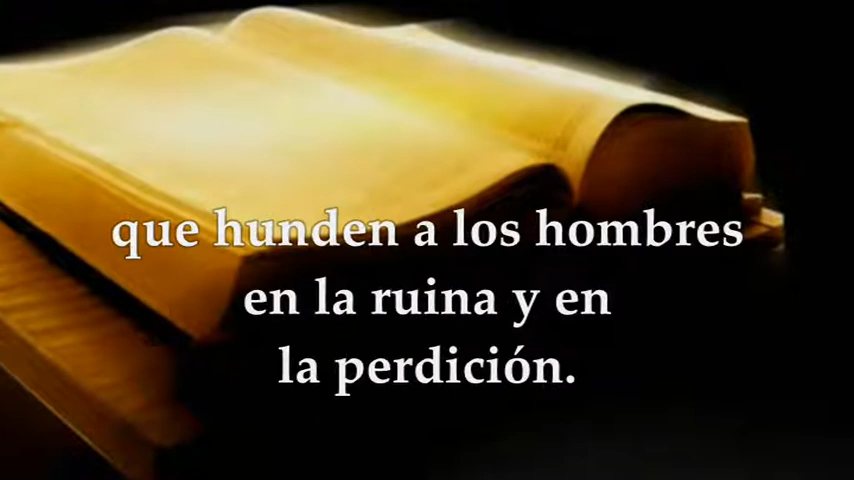 que hunden a los hombres
en la ruina y en
la perdición.